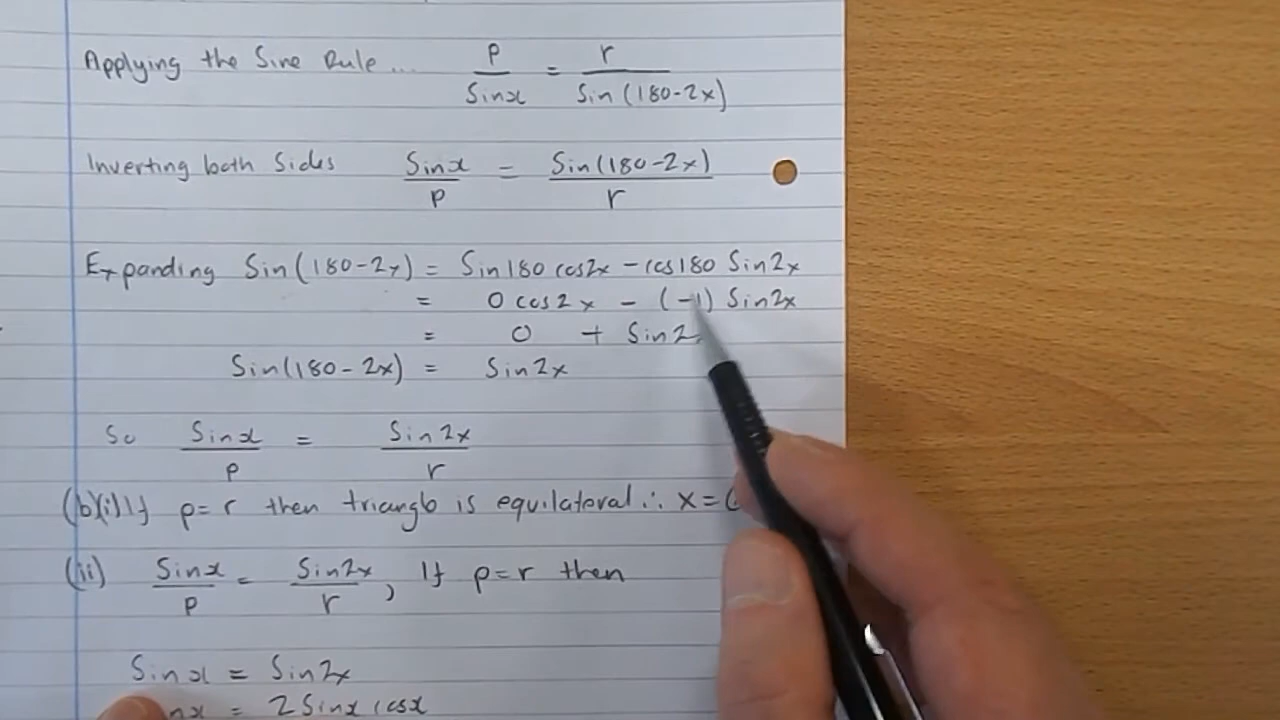 Applying the Sine Rule... p/Sinx = r/Sin(180-2x)
Inverting both Sides Sinx/p = Sin(180-2x)/r
Expanding Sin(180-2x) = Sin180 cos2x - cos180 Sin2x
= 0 cos2x - (-1) Sin2x
= 0 + Sin2
Sin(180-2x) = Sin2x
So Sinx/p = Sin2x/r
(b)(i) If p=r then triangle is equilateral ∴ x=
(ii) Sinx/p = Sin2x/r, If p=r then
Sinx = Sin2x
nx = 2Sinx cosx